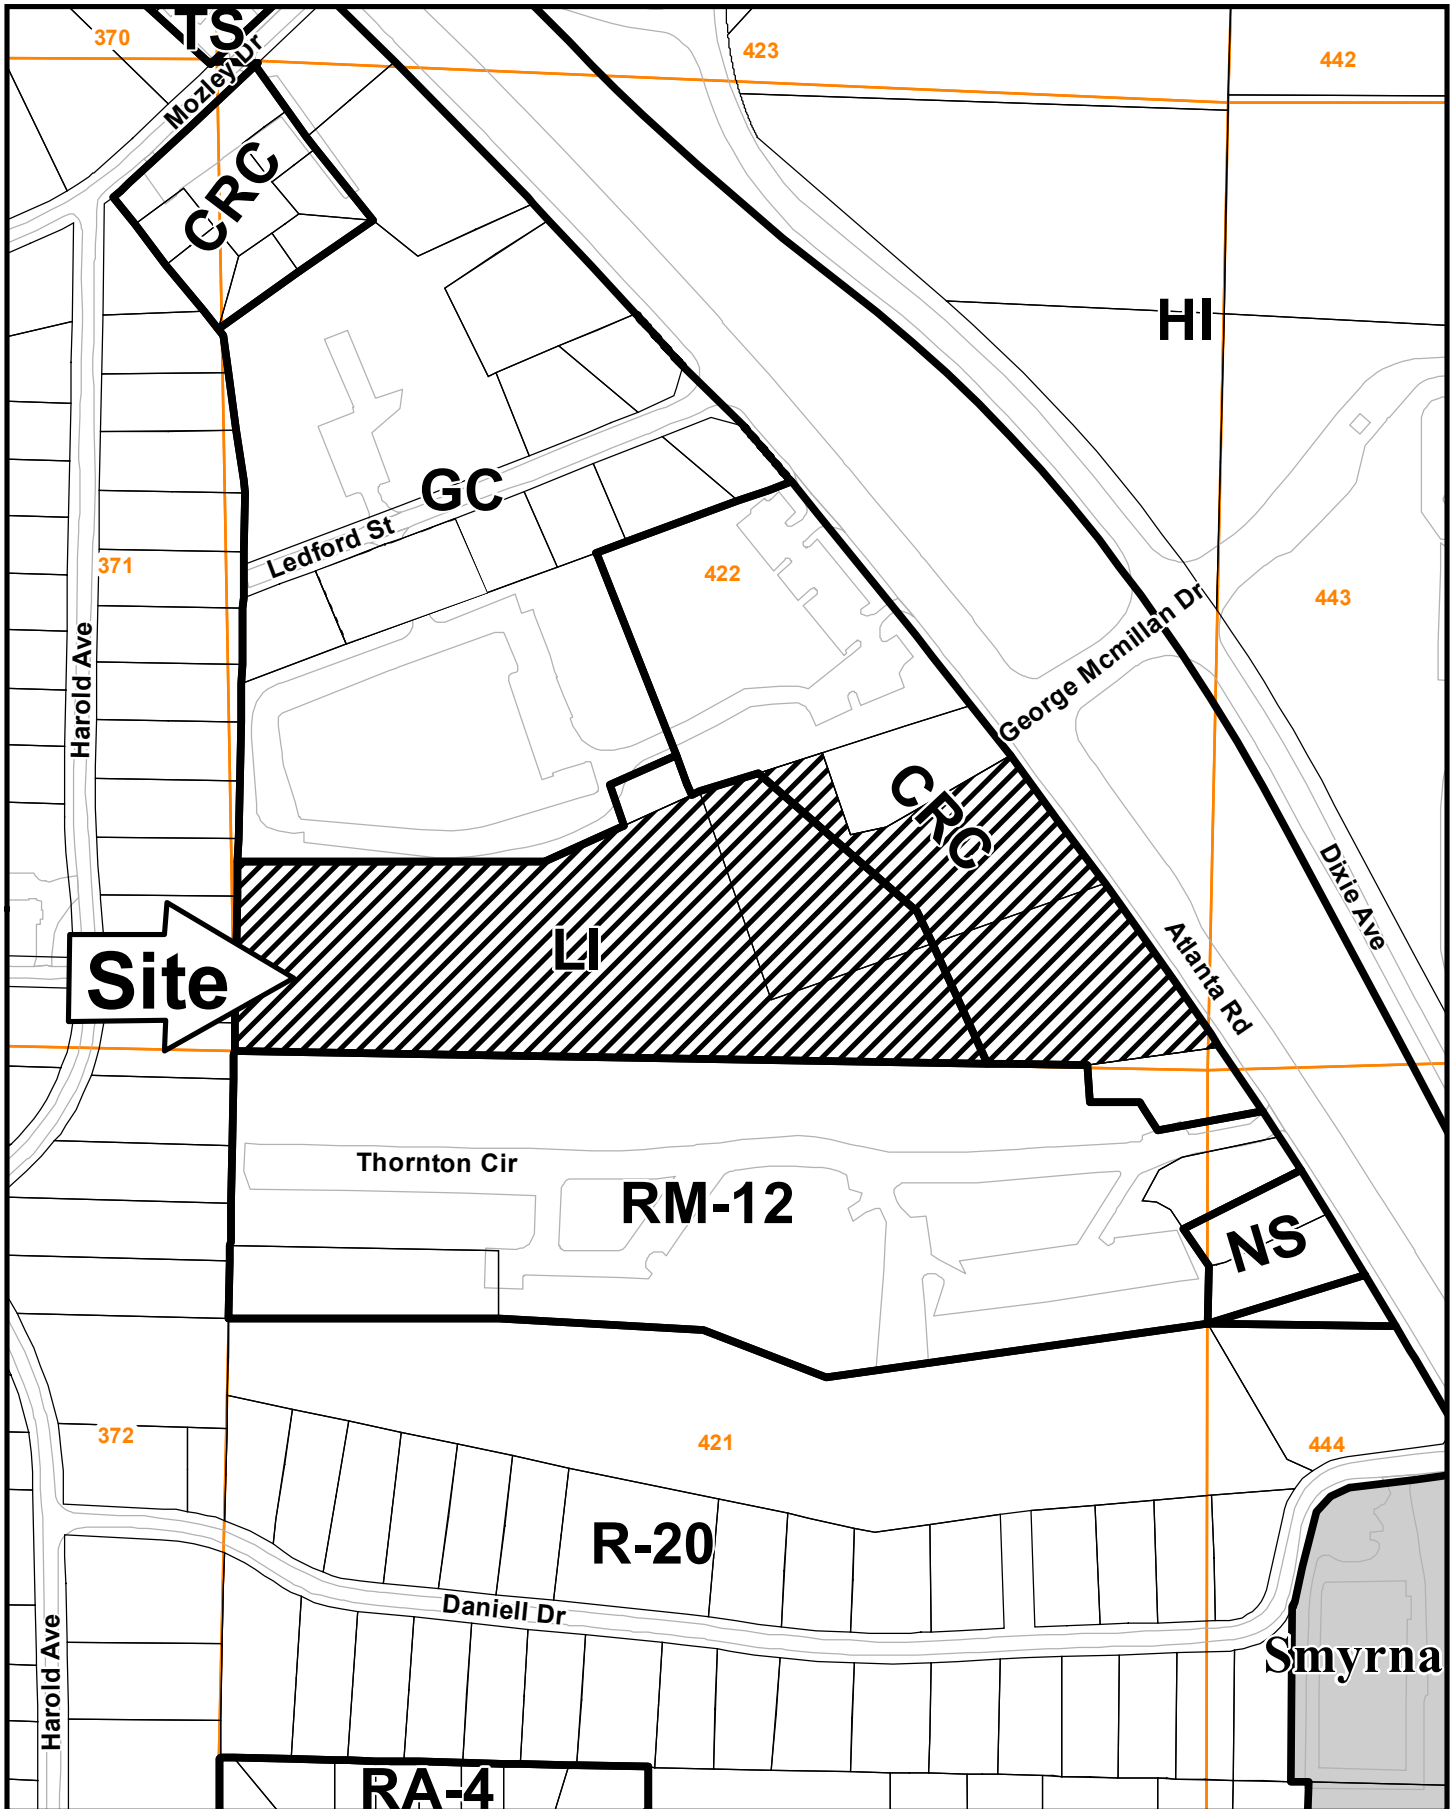 TS
370
423
442
Mozley Dr
CRC
HI
GC
Ledford St
371
422
443
George Mcmillan Dr
Harold Ave
CRC
Dixie Ave
LI
Site
Atlanta Rd
Thornton Cir
RM-12
NS
372
421
444
R-20
Daniell Dr
Smyrna
Harold Ave
RA-4